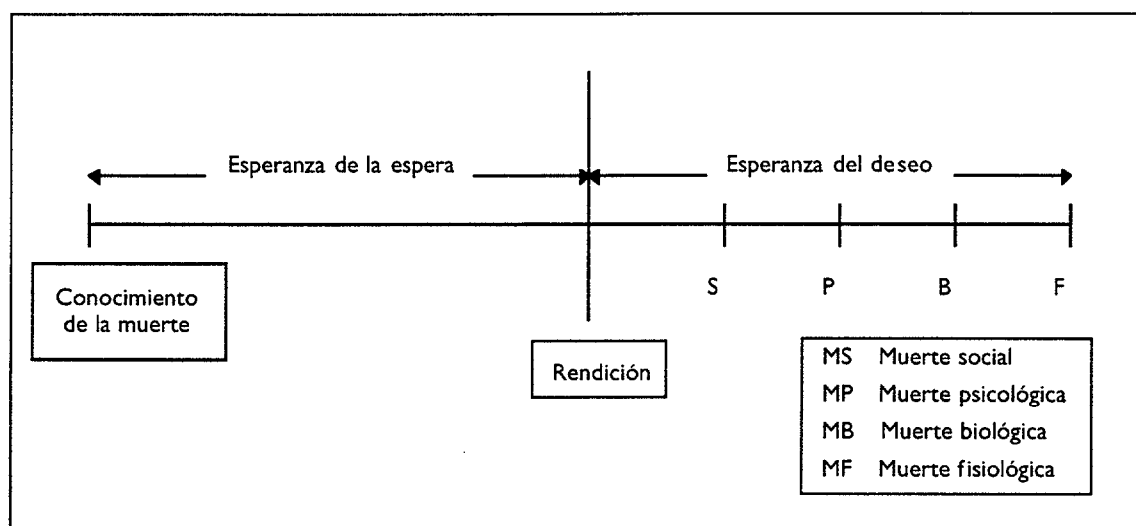 Esperanza de la espera
Esperanza del deseo
S P B F
Conocimiento
de la muerte
Rendición
MS Muerte social
MP Muerte psicológica
MB Muerte biológica
MF Muerte fisiológica